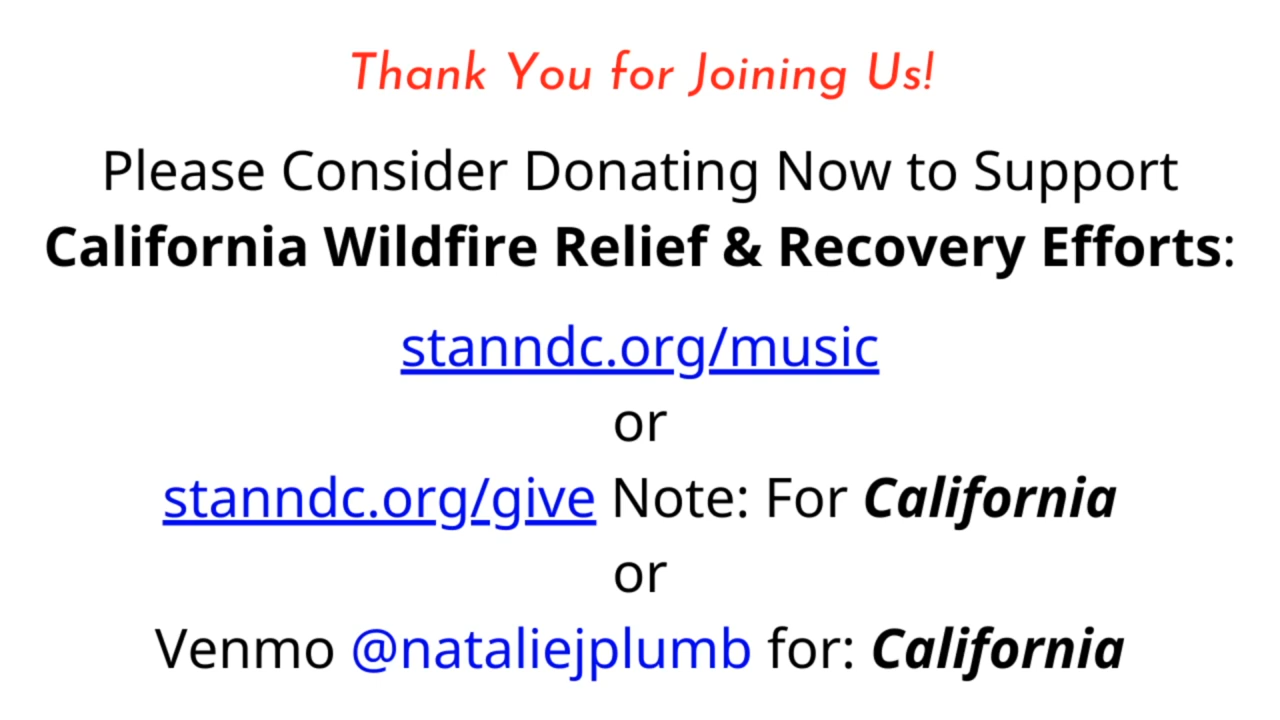 Thank You for Joining Us!
Please Consider Donating Now to Support
California Wildfire Relief & Recovery Efforts:
stanndc.org/music
or
stanndc.org/give Note: For California
or
Venmo @nataliejplumb for: California